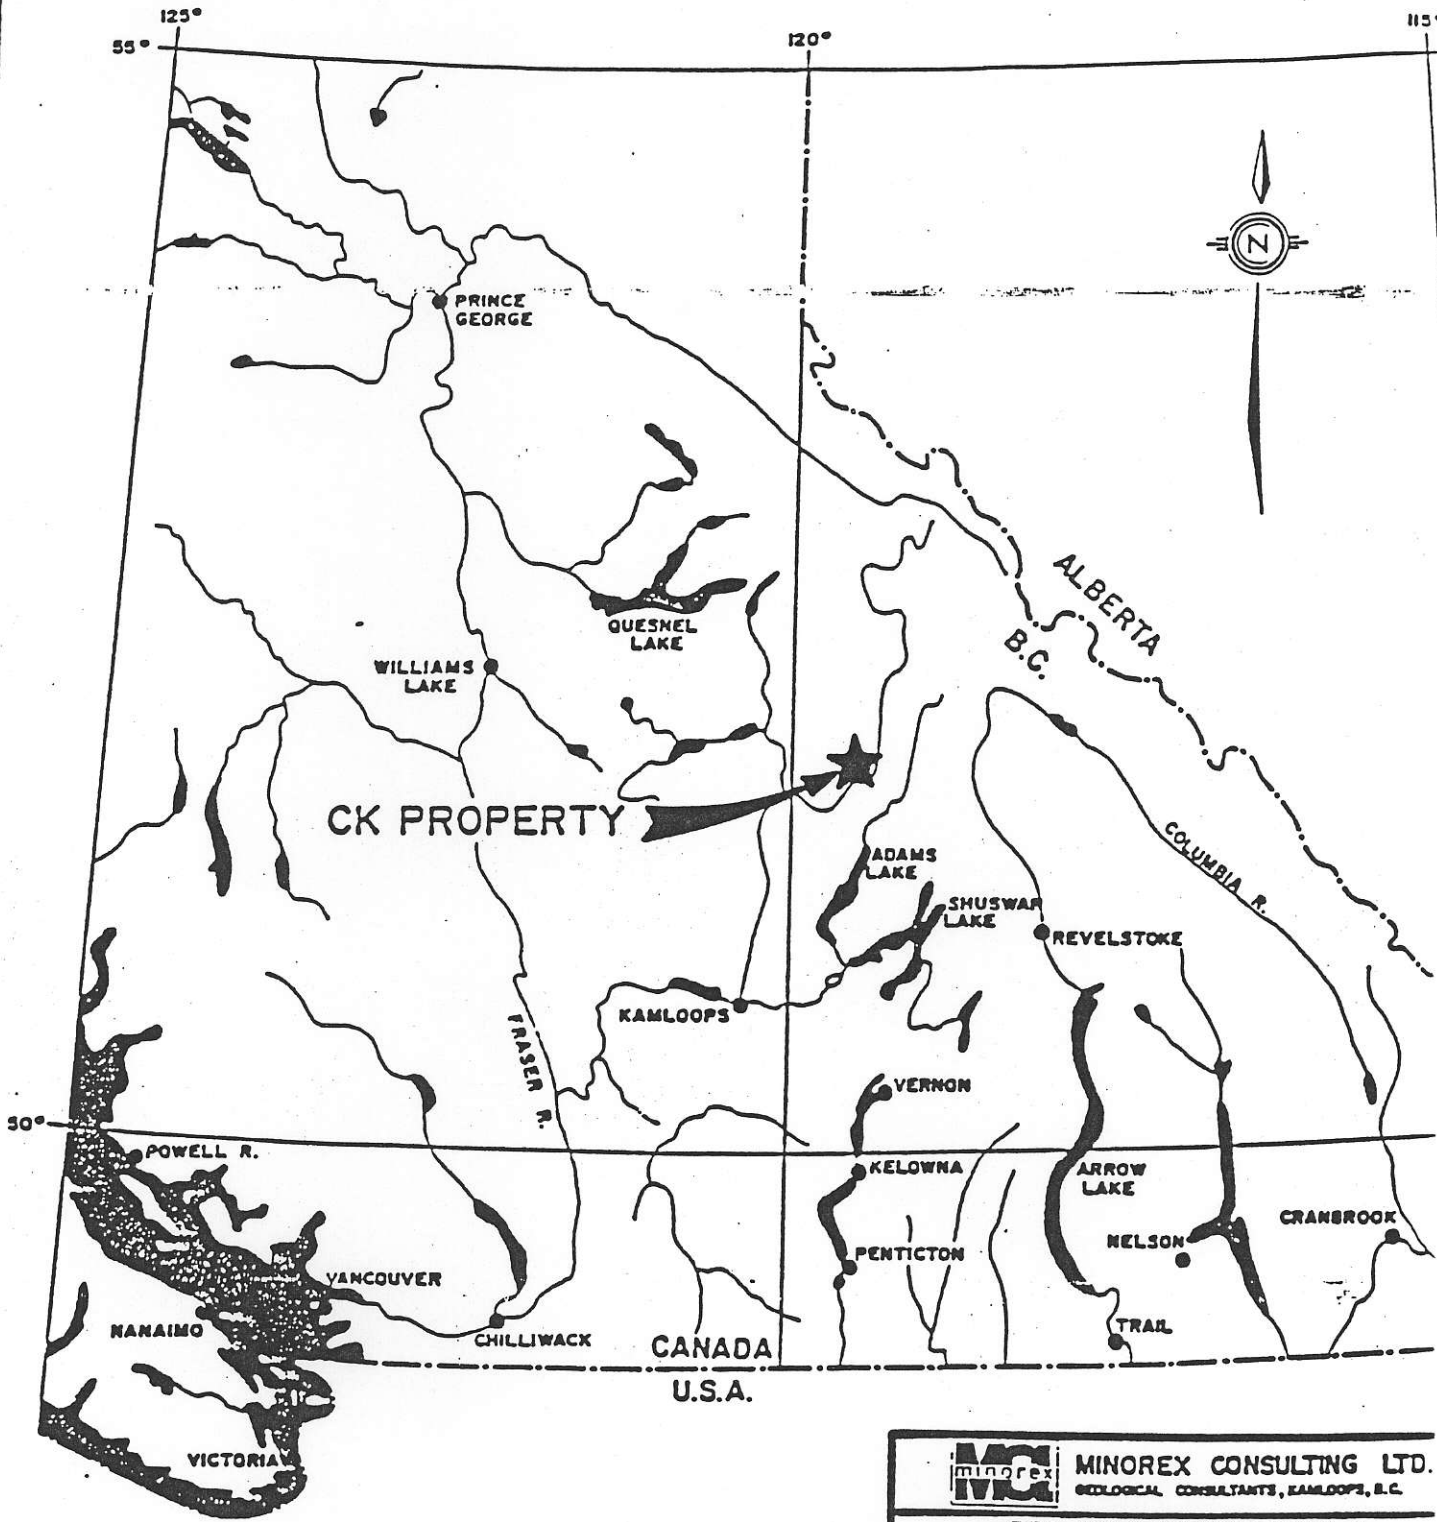 125°
120°
115°
55°
N
PRINCE
GEORGE
ALBERTA
B.C.
QUESNEL
LAKE
WILLIAMS
LAKE
CK PROPERTY
COLUMBIA R.
ADAMS
LAKE
SHUSWAP
LAKE
REVELSTOKE
KAMLOOPS
FRASER R.
VERNON
50°
POWELL R.
KELOWNA
ARROW
LAKE
CRANBROOK
NELSON
PENTICTON
VANCOUVER
NANAIMO
CHILLIWACK
TRAIL
CANADA
U.S.A.
VICTORIA
MCL
minorex
MINOREX CONSULTING LTD.
GEOLOGICAL CONSULTANTS, KAMLOOPS, B.C.